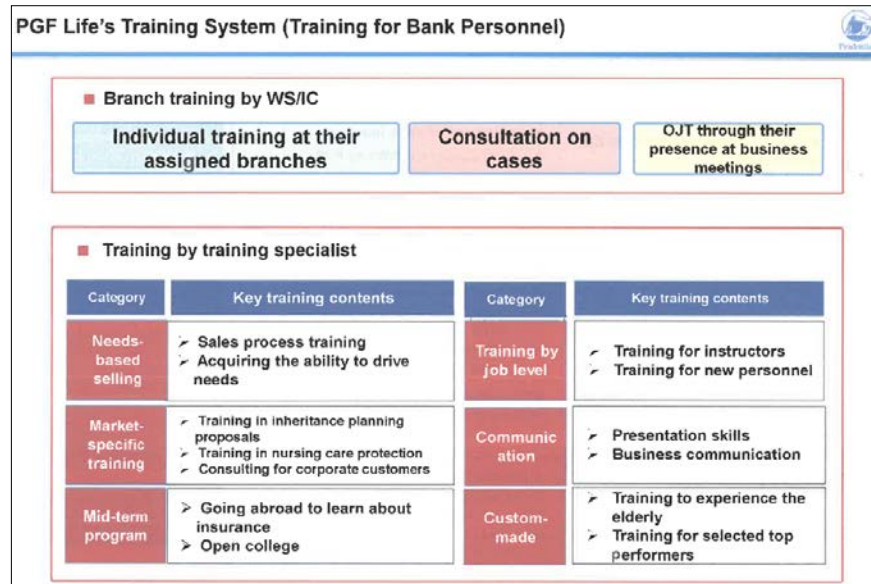 PGF Life's Training System (Training for Bank Personnel)
Prudential
Branch training by WS/IC
Individual training at their
assigned branches
Consultation on
cases
OJT through their
presence at business
meetings
Training by training specialist
Category
Key training contents
Category
Key training contents
Needs-
based
selling
Sales process training
Acquiring the ability to drive
needs
Training by
job level
Training for instructors
Training for new personnel
Market-
specific
training
Training in inheritance planning
proposals
Training in nursing care protection
Consulting for corporate customers
Communic
ation
Presentation skills
Business communication
Mid-term
program
Going abroad to learn about
insurance
Open college
Custom-
made
Training to experience the
elderly
Training for selected top
performers